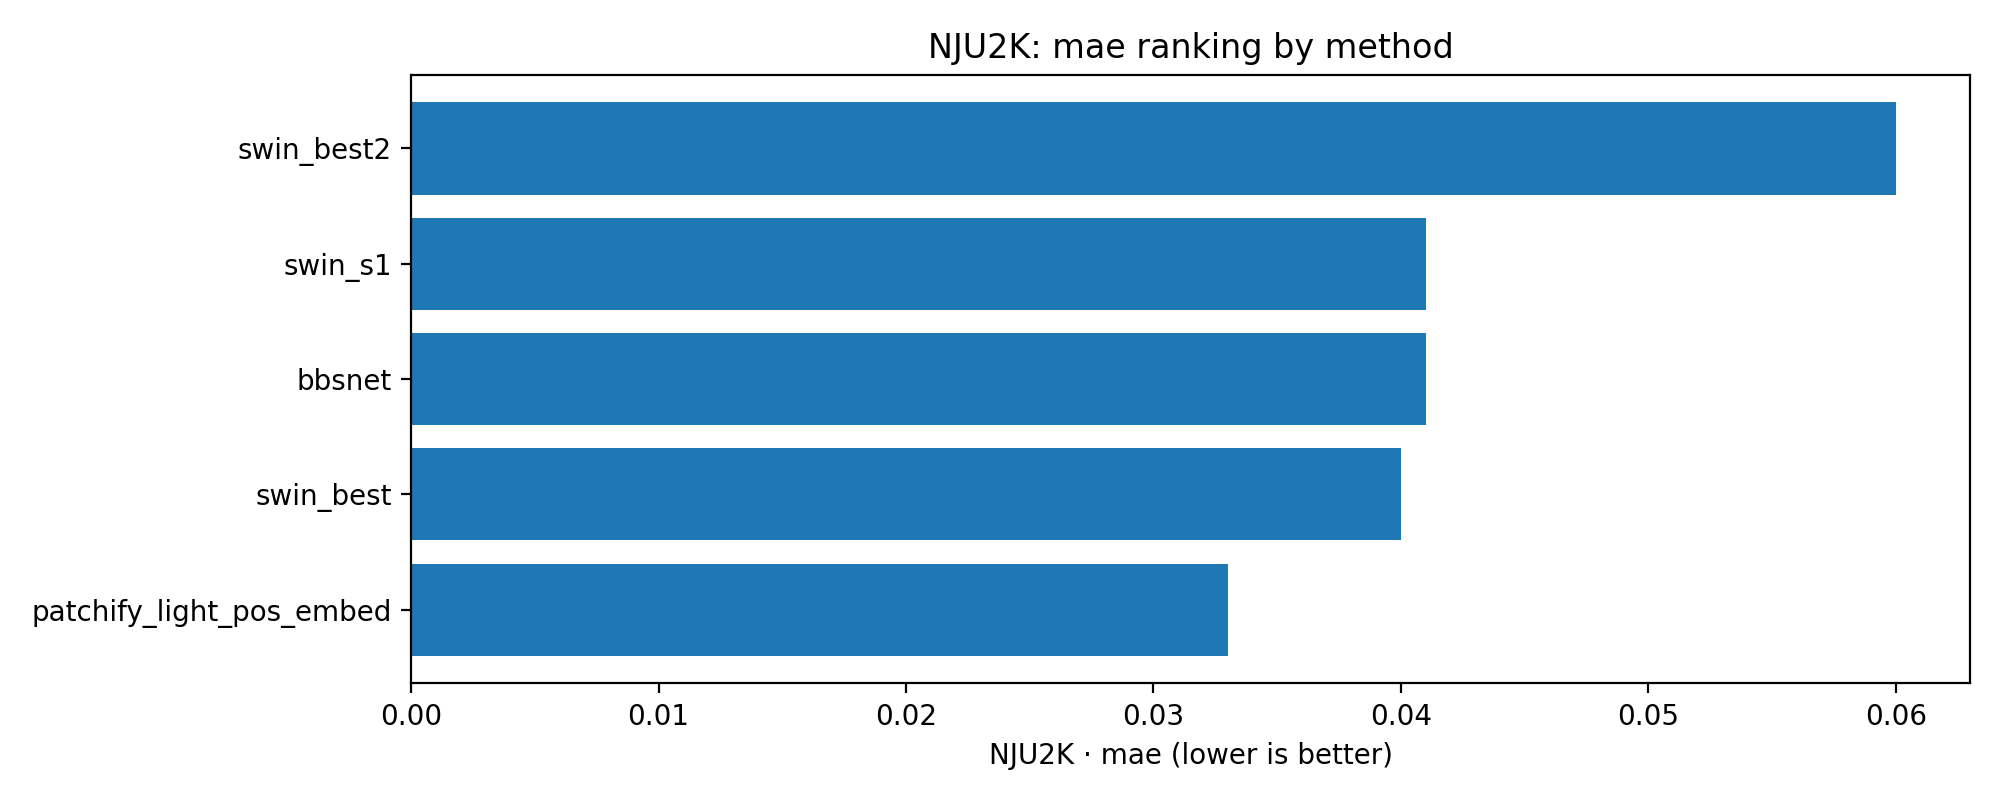 NJU2K: mae ranking by method
swin_best2
swin_s1
bbsnet
swin_best
patchify_light_pos_embed
0.00 0.01 0.02 0.03 0.04 0.05 0.06
NJU2K · mae (lower is better)